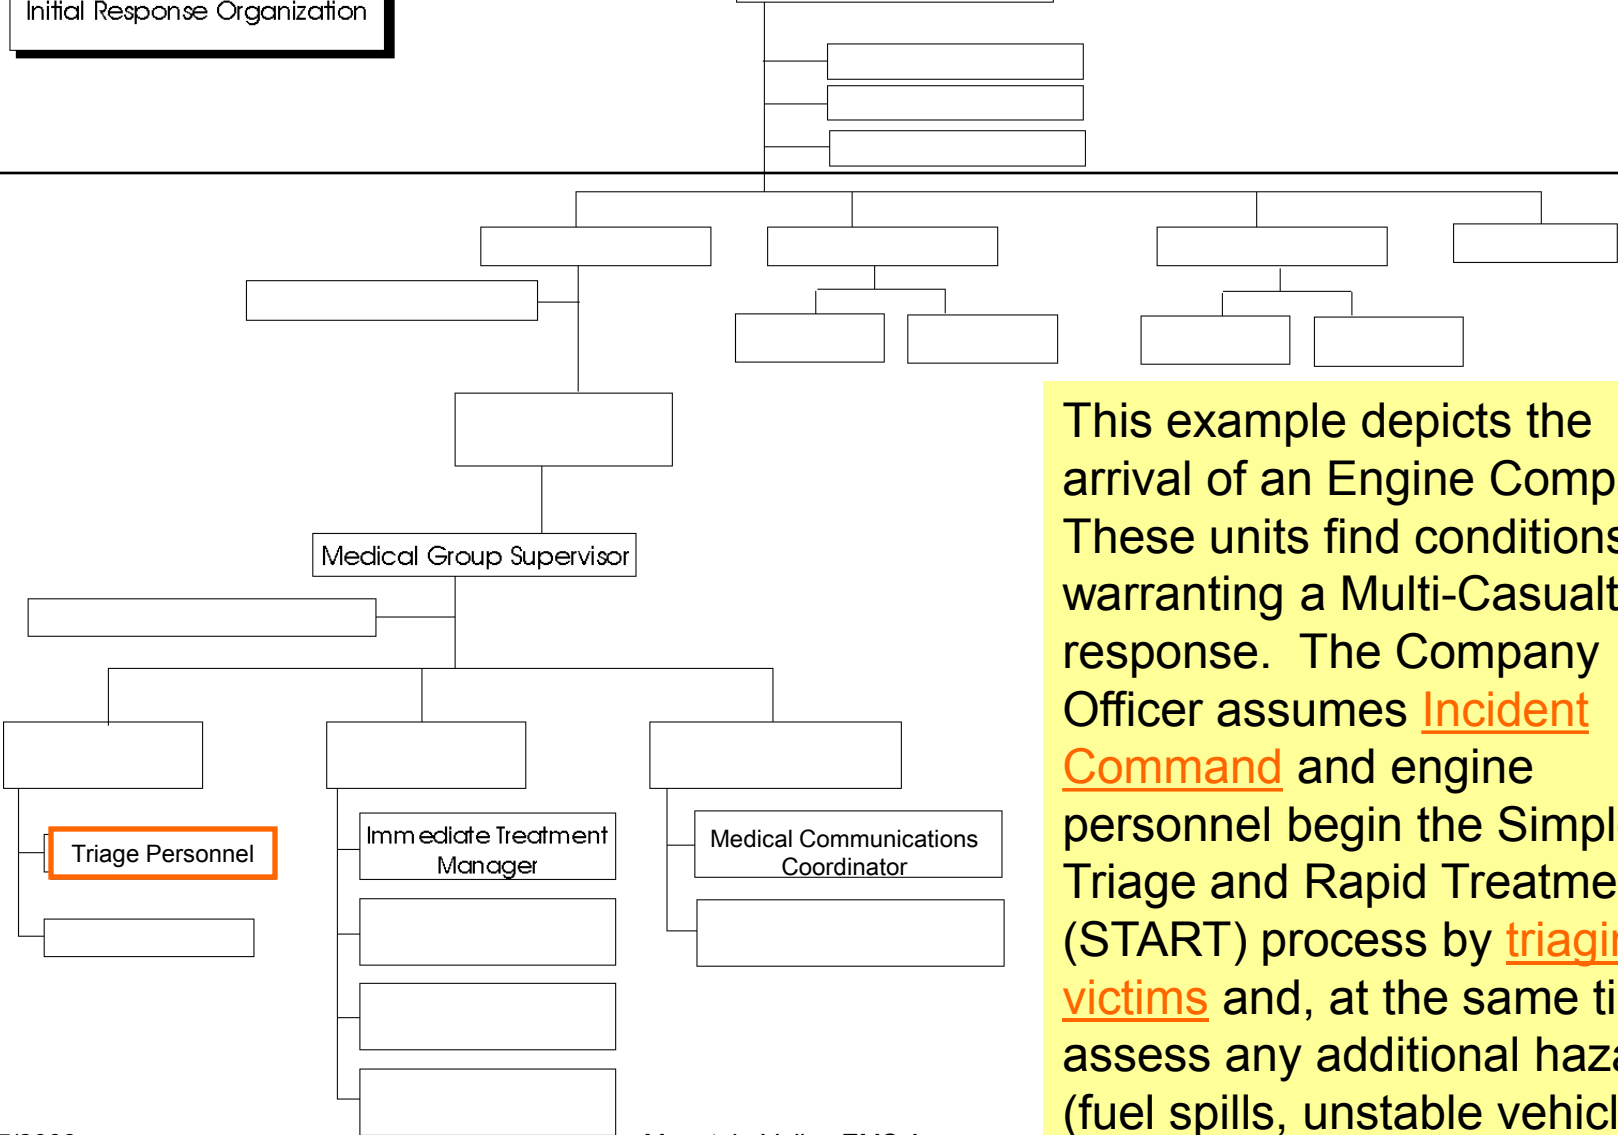 Initial Response Organization
Medical Group Supervisor
Triage Personnel
Immediate Treatment
Manager
Medical Communications
Coordinator
This example depicts the
arrival of an Engine Comp
These units find conditions
warranting a Multi-Casualt
response. The Company
Officer assumes Incident
Command and engine
personnel begin the Simpl
Triage and Rapid Treatme
(START) process by triagin
victims and, at the same ti
assess any additional haza
(fuel spills, unstable vehicl